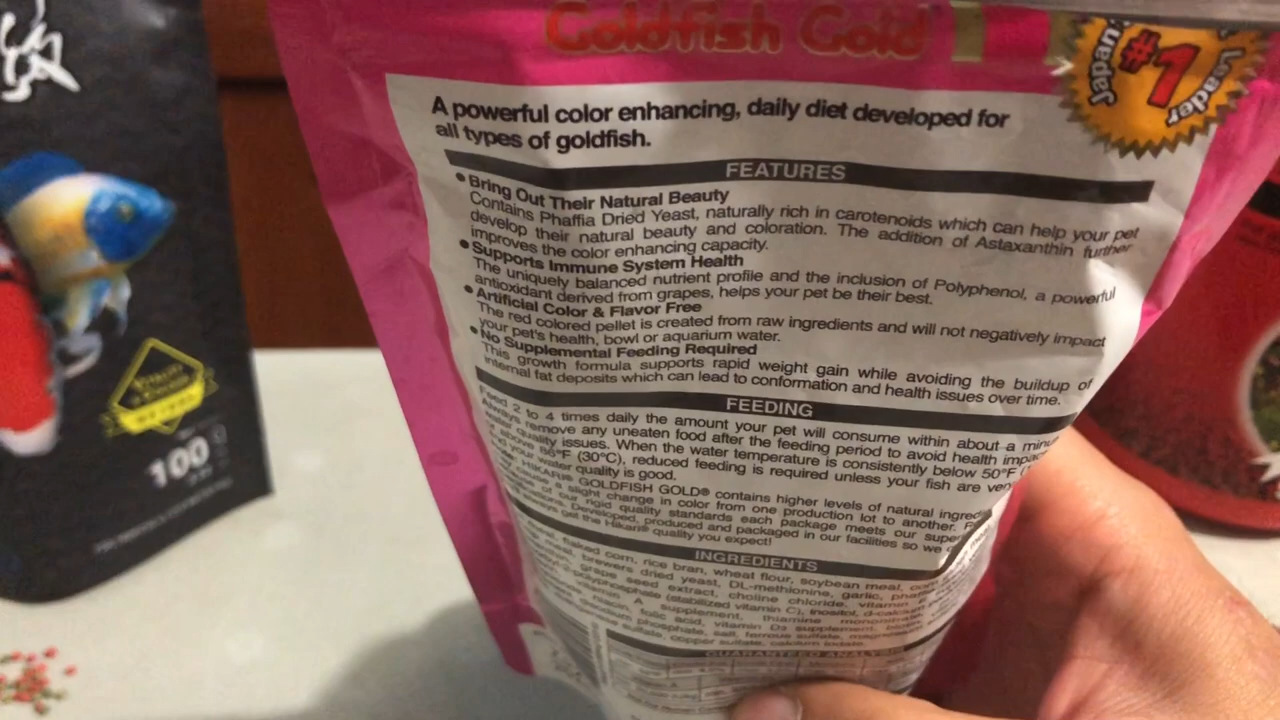 Goldfish Gold
Japan's #1 Leader
A powerful color enhancing, daily diet developed for
all types of goldfish.
FEATURES
• Bring Out Their Natural Beauty
Contains Phaffia Dried Yeast, naturally rich in carotenoids which can help your pet
develop their natural beauty and coloration. The addition of Astaxanthin further
improves the color enhancing capacity.
• Supports Immune System Health
The uniquely balanced nutrient profile and the inclusion of Polyphenol, a powerful
antioxidant derived from grapes, helps your pet be their best.
• Artificial Color & Flavor Free
The red colored pellet is created from raw ingredients and will not negatively impact
your pet's health, bowl or aquarium water.
• No Supplemental Feeding Required
This growth formula supports rapid weight gain while avoiding the buildup of
internal fat deposits which can lead to conformation and health issues over time.
FEEDING
Feed 2 to 4 times daily the amount your pet will consume within about a
Always remove any uneaten food after the feeding period to avoid health
water quality issues. When the water temperature is consistently below 50°F
or above 86°F (30°C), reduced feeding is required unless your fish are
and your water quality is good.
HIKARI® GOLDFISH GOLD® contains higher levels of natural
cause a slight change in color from one production lot to another.
of our rigid quality standards each package meets our
Developed, produced and packaged in our facilities so we
get the Hikari® quality you expect!
INGREDIENTS
flaked corn, rice bran, wheat flour, soybean meal,
brewers dried yeast, DL-methionine, garlic,
grape seed extract, choline chloride, vitamin
(stabilized vitamin C), inositol,
vitamin A supplement, thiamine
niacin, folic acid, vitamin D3 supplement,
phosphate, salt, ferrous sulfate,
sulfate, copper sulfate, calcium iodate
GUARANTEED ANALYSIS
100